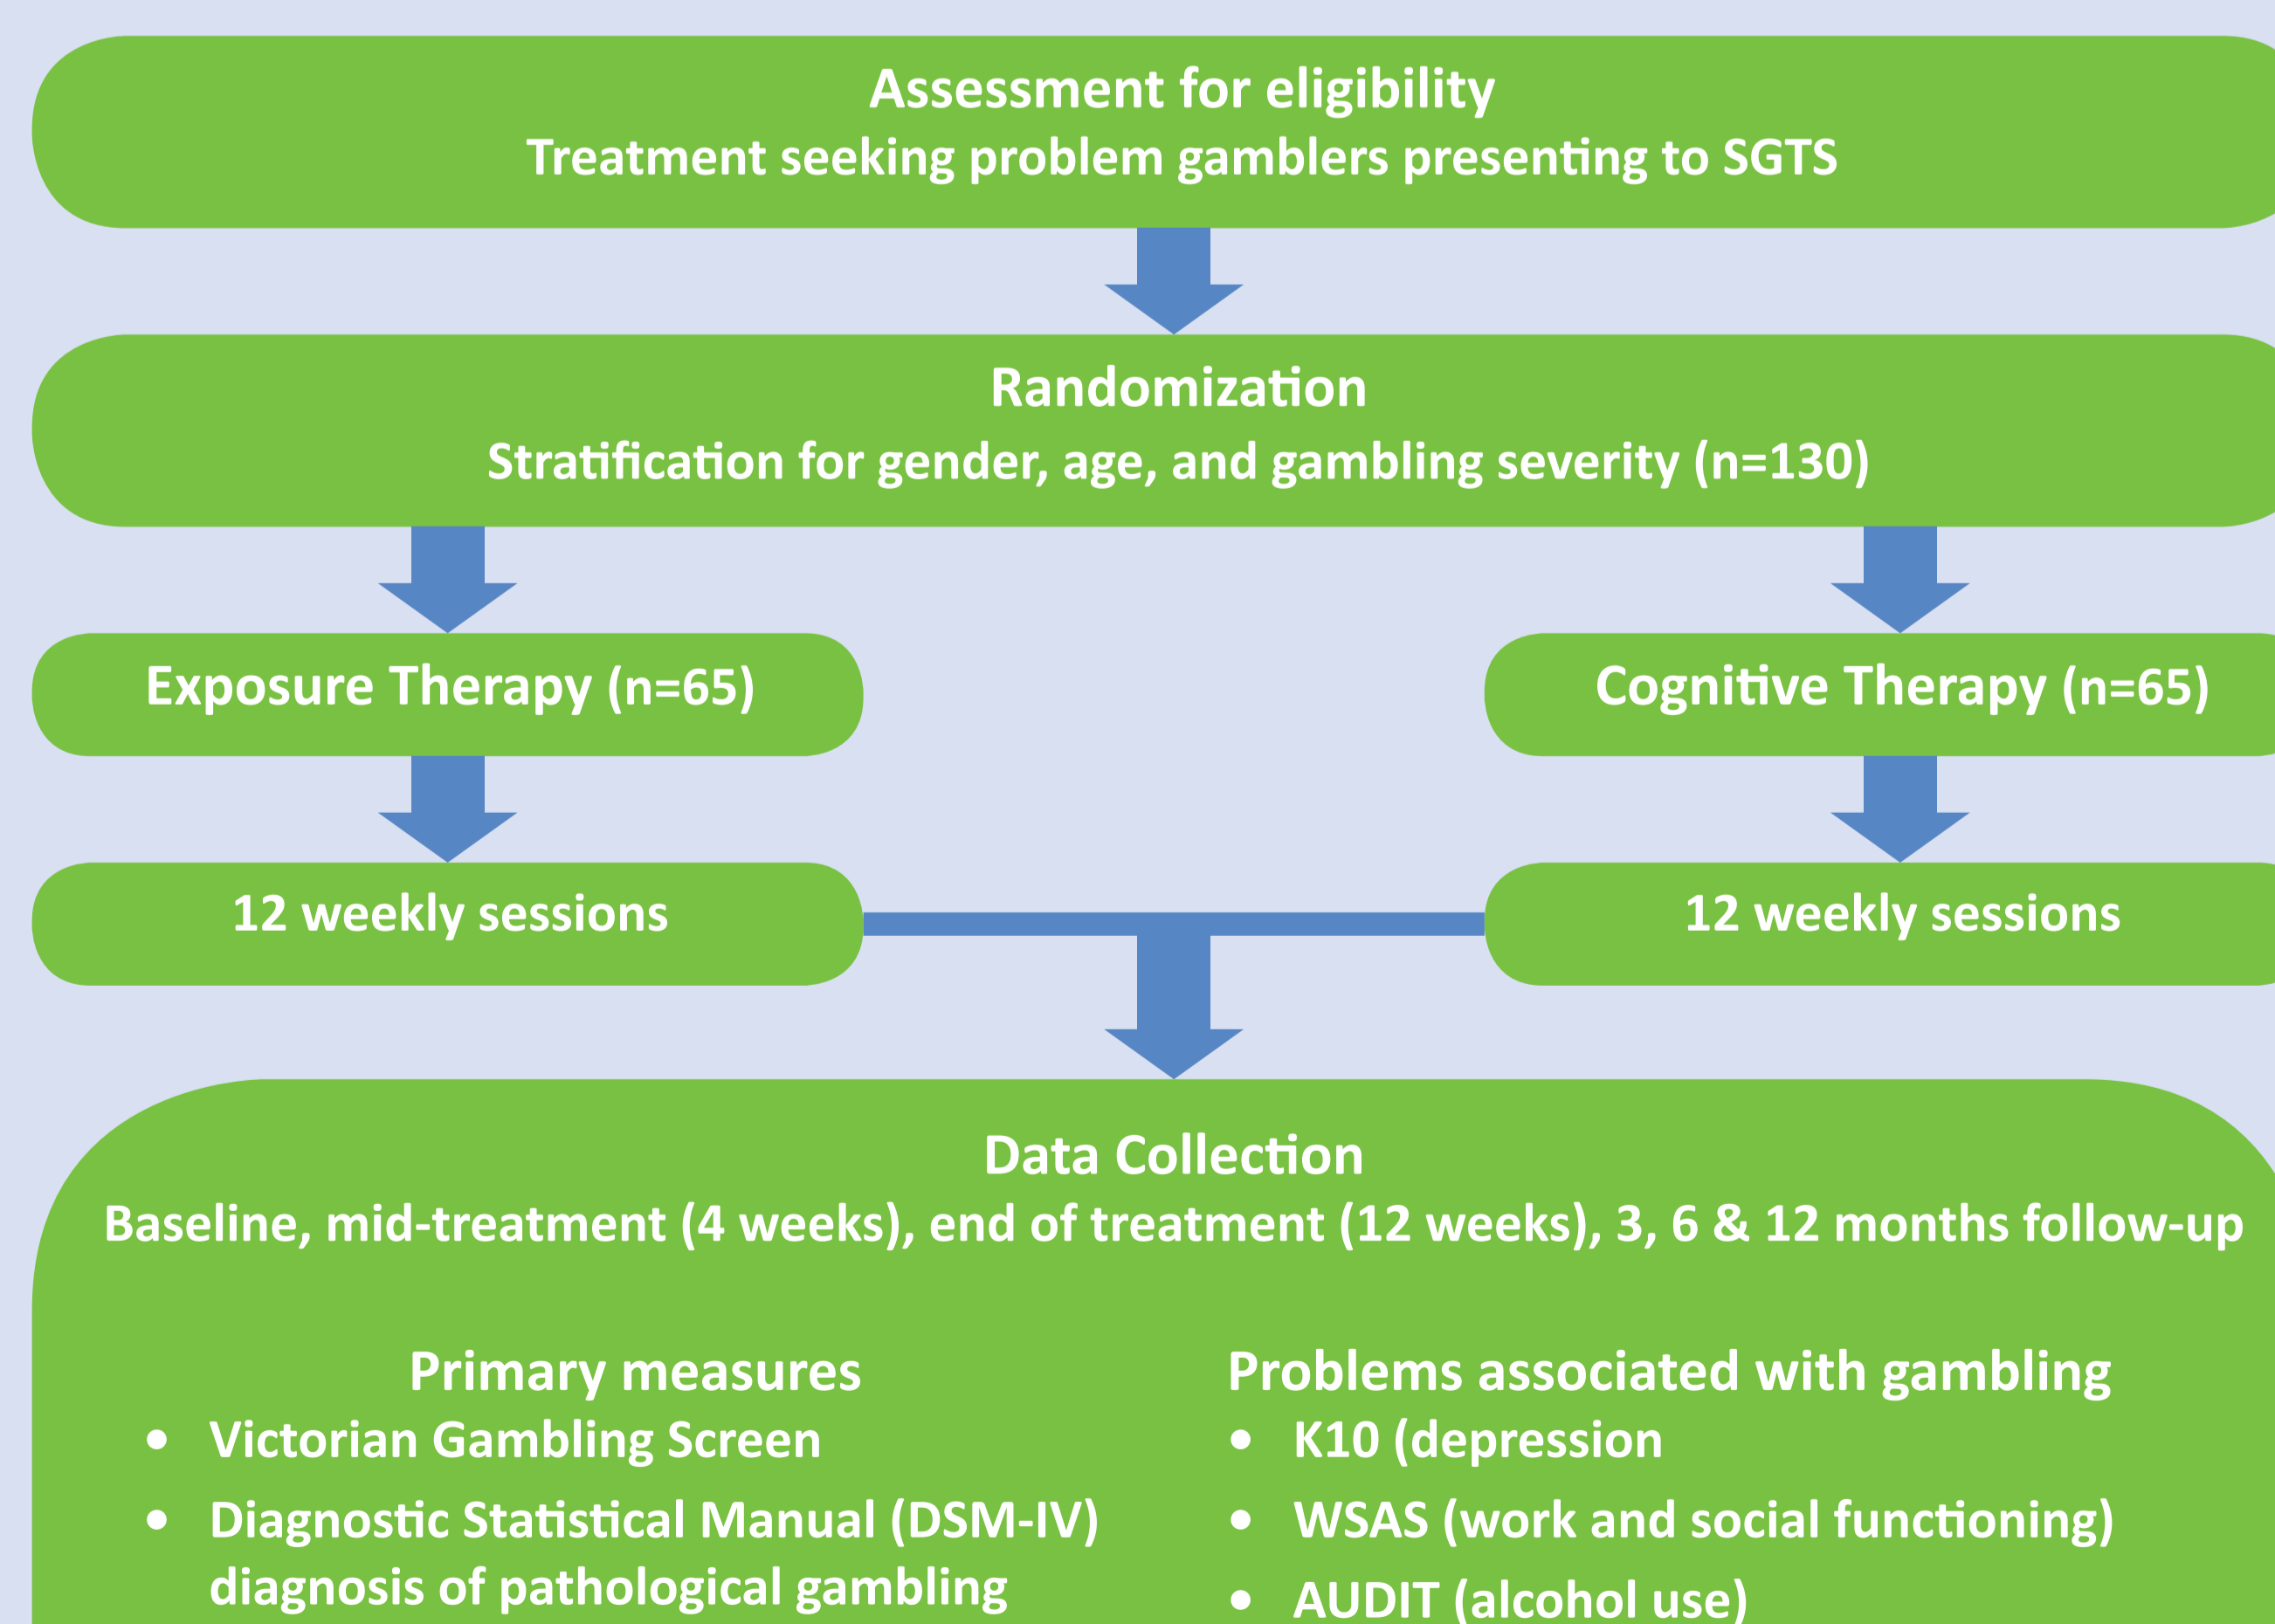 Assessment for eligibility
Treatment seeking problem gamblers presenting to SGTS
Randomization
Stratification for gender, age, and gambling severity (n=130)
Exposure Therapy (n=65)
Cognitive Therapy (n=65)
12 weekly sessions
12 weekly sessions
Data Collection
Baseline, mid-treatment (4 weeks), end of treatment (12 weeks), 3, 6 & 12 months follow-up
Primary measures
• Victorian Gambling Screen
• Diagnostic Statistical Manual (DSM-IV)
diagnosis of pathological gambling
Problems associated with gambling
• K10 (depression
• WSAS (work and social functioning)
• AUDIT (alcohol use)